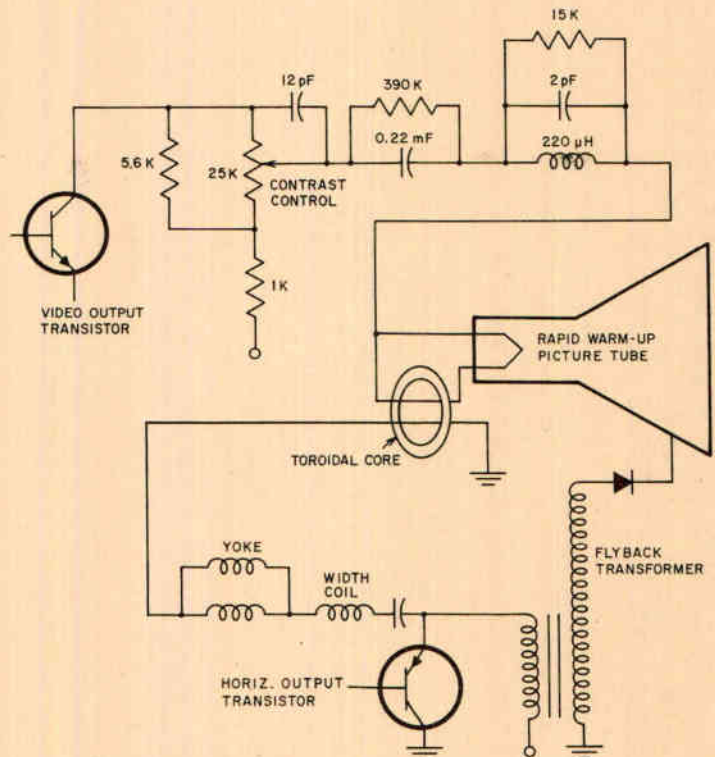 15K
12 pF
390K
2 pF
0.22 mF
220 µH
5.6K
25K
CONTRAST
CONTROL
1K
VIDEO OUTPUT
TRANSISTOR
RAPID WARM-UP
PICTURE TUBE
TOROIDAL CORE
YOKE
WIDTH
COIL
FLYBACK
TRANSFORMER
HORIZ. OUTPUT
TRANSISTOR